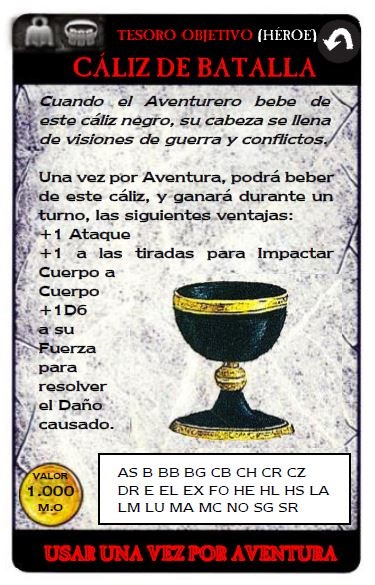 TESORO OBJETIVO (HÉROE)
CÁLIZ DE BATALLA
Cuando el Aventurero bebe de
este cáliz negro, su cabeza se llena
de visiones de guerra y conflictos.
Una vez por Aventura, podrá beber
de este cáliz, y ganará durante un
turno, las siguientes ventajas:
+1 Ataque
+1 a las tiradas para Impactar
Cuerpo a
Cuerpo
+1D6
a su
Fuerza
para
resolver
el Daño
causado.
VALOR
1.000
M.O
AS B BB BG CB CH CR CZ
DR E EL EX FO HE HL HS LA
LM LU MA MC NO SG SR
USAR UNA VEZ POR AVENTURA